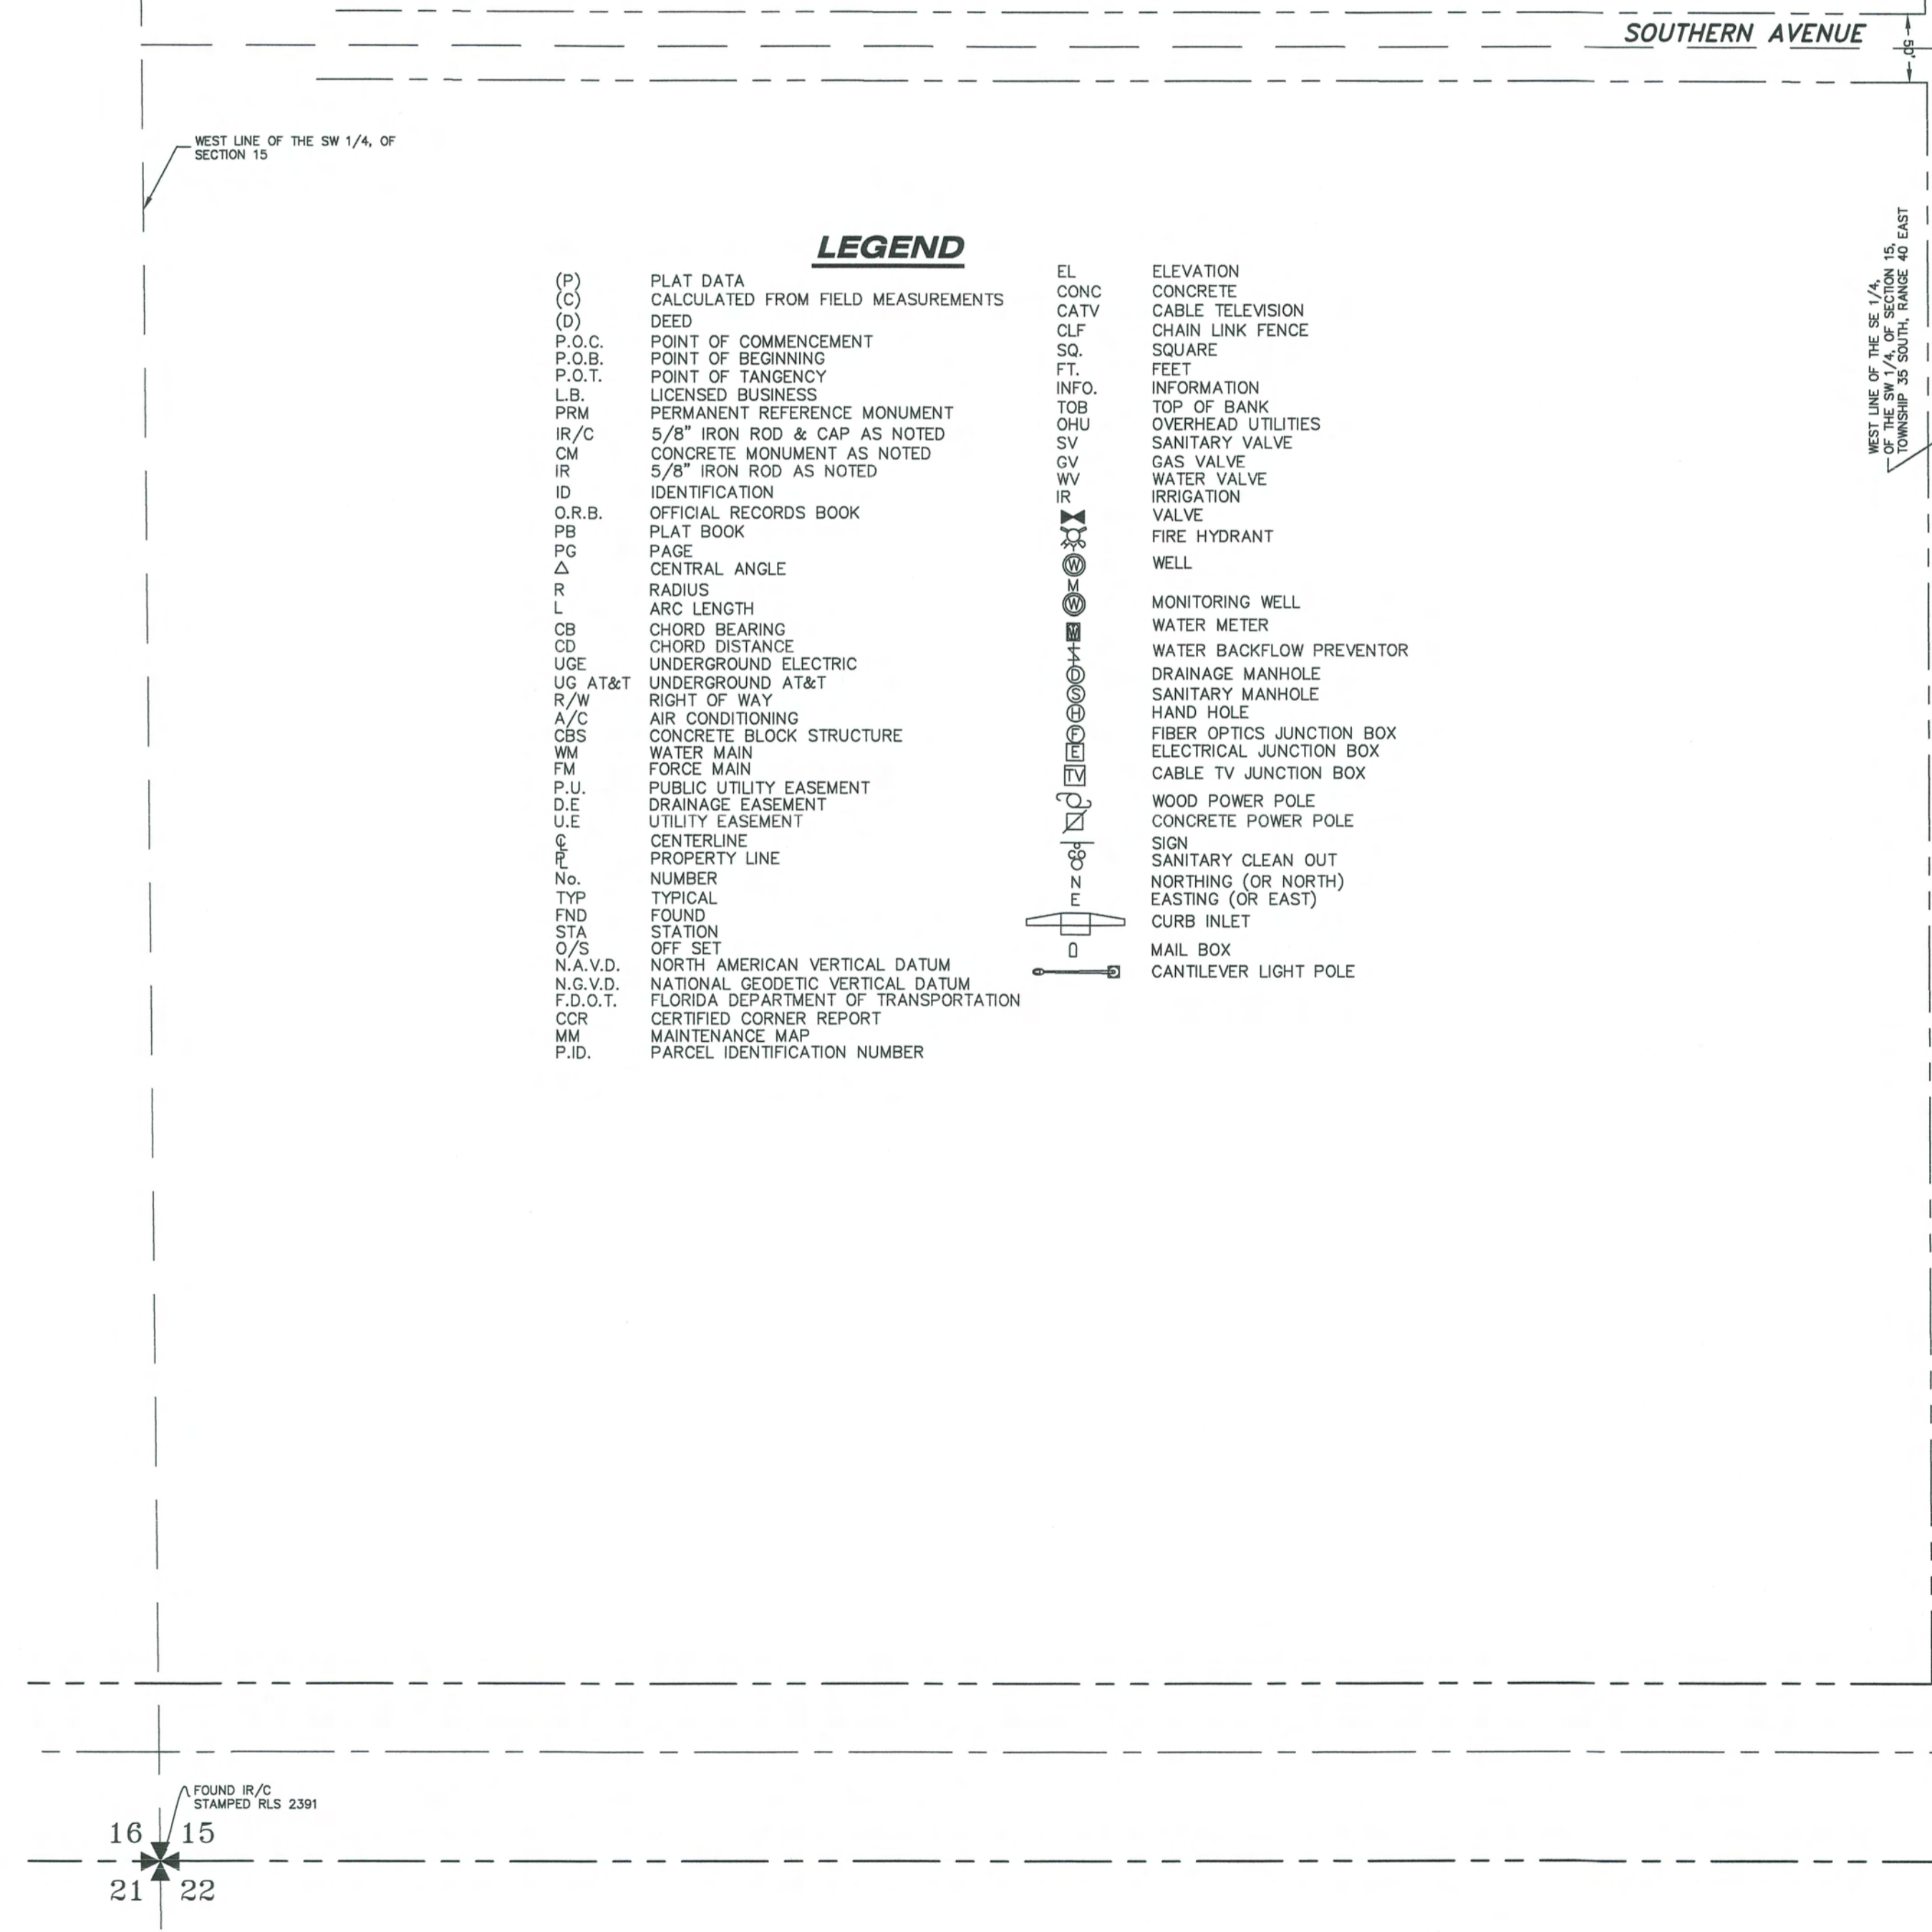 SOUTHERN AVENUE
50'
WEST LINE OF THE SW 1/4, OF
SECTION 15
WEST LINE OF THE SE 1/4,
OF THE SW 1/4, OF SECTION 15,
TOWNSHIP 35 SOUTH, RANGE 40 EAST
LEGEND
(P) PLAT DATA
(C) CALCULATED FROM FIELD MEASUREMENTS
(D) DEED
P.O.C. POINT OF COMMENCEMENT
P.O.B. POINT OF BEGINNING
P.O.T. POINT OF TANGENCY
L.B. LICENSED BUSINESS
PRM PERMANENT REFERENCE MONUMENT
IR/C 5/8" IRON ROD & CAP AS NOTED
CM CONCRETE MONUMENT AS NOTED
IR 5/8" IRON ROD AS NOTED
ID IDENTIFICATION
O.R.B. OFFICIAL RECORDS BOOK
PB PLAT BOOK
PG PAGE
△ CENTRAL ANGLE
R RADIUS
L ARC LENGTH
CB CHORD BEARING
CD CHORD DISTANCE
UGE UNDERGROUND ELECTRIC
UG AT&T UNDERGROUND AT&T
R/W RIGHT OF WAY
A/C AIR CONDITIONING
CBS CONCRETE BLOCK STRUCTURE
WM WATER MAIN
FM FORCE MAIN
P.U. PUBLIC UTILITY EASEMENT
D.E DRAINAGE EASEMENT
U.E UTILITY EASEMENT
℄ CENTERLINE
PL PROPERTY LINE
No. NUMBER
TYP TYPICAL
FND FOUND
STA STATION
O/S OFF SET
N.A.V.D. NORTH AMERICAN VERTICAL DATUM
N.G.V.D. NATIONAL GEODETIC VERTICAL DATUM
F.D.O.T. FLORIDA DEPARTMENT OF TRANSPORTATION
CCR CERTIFIED CORNER REPORT
MM MAINTENANCE MAP
P.ID. PARCEL IDENTIFICATION NUMBER
EL ELEVATION
CONC CONCRETE
CATV CABLE TELEVISION
CLF CHAIN LINK FENCE
SQ. SQUARE
FT. FEET
INFO. INFORMATION
TOB TOP OF BANK
OHU OVERHEAD UTILITIES
SV SANITARY VALVE
GV GAS VALVE
WV WATER VALVE
IR IRRIGATION
VALVE
FIRE HYDRANT
W WELL
M
W MONITORING WELL
W WATER METER
WATER BACKFLOW PREVENTOR
D DRAINAGE MANHOLE
S SANITARY MANHOLE
H HAND HOLE
F FIBER OPTICS JUNCTION BOX
E ELECTRICAL JUNCTION BOX
TV CABLE TV JUNCTION BOX
WOOD POWER POLE
CONCRETE POWER POLE
SIGN
CO SANITARY CLEAN OUT
N NORTHING (OR NORTH)
E EASTING (OR EAST)
CURB INLET
MAIL BOX
CANTILEVER LIGHT POLE
FOUND IR/C
STAMPED RLS 2391
16 15
21 22